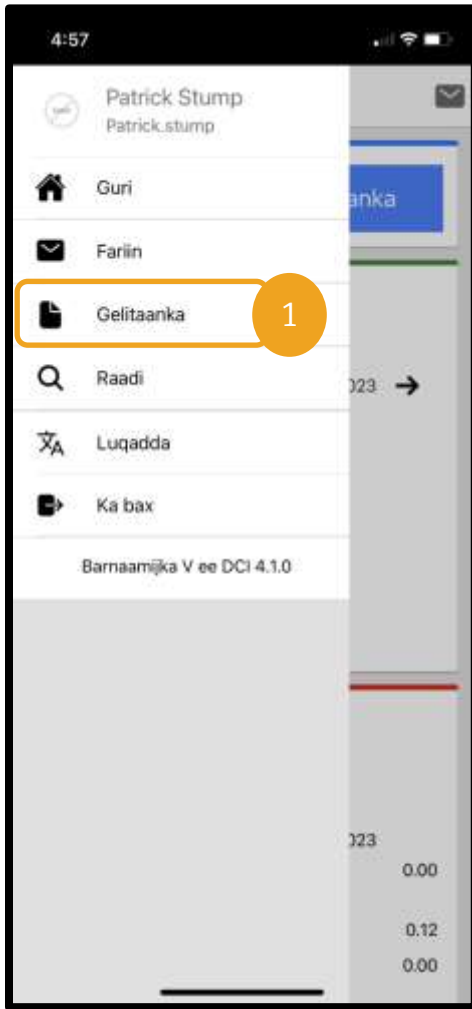 4:57
Patrick Stump
Patrick.stump
Guri
anka
Fariin
Gelitaanka
1
Raadi
023
Luqadda
Ka bax
Barnaamijka V ee DCI 4.1.0
023
0.00
0.12
0.00